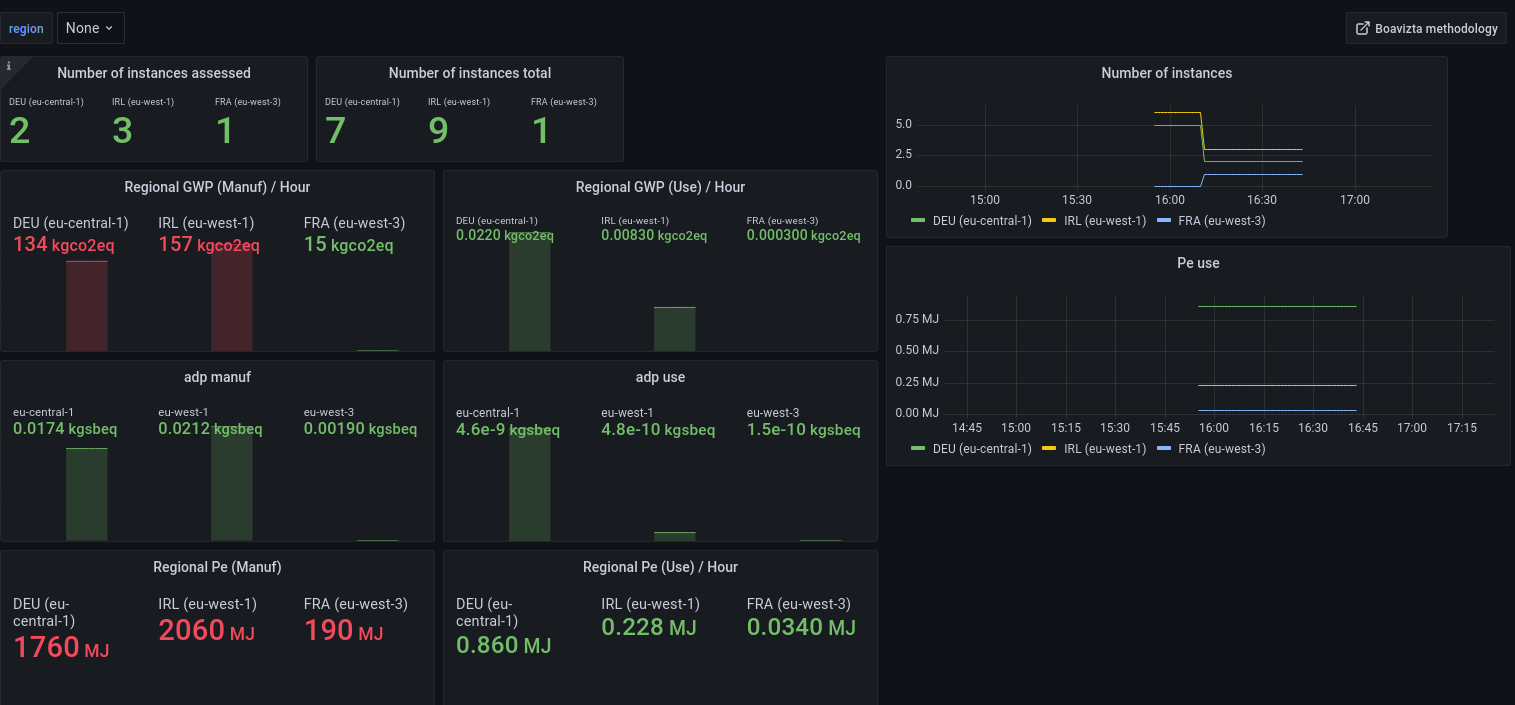 region None Boavizta methodology
i
Number of instances assessed
DEU (eu-central-1) IRL (eu-west-1) FRA (eu-west-3)
2 3 1
Number of instances total
DEU (eu-central-1) IRL (eu-west-1) FRA (eu-west-3)
7 9 1
Number of instances
5.0
2.5
0.0
15:00 15:30 16:00 16:30 17:00
DEU (eu-central-1) IRL (eu-west-1) FRA (eu-west-3)
Regional GWP (Manuf) / Hour
DEU (eu-central-1) IRL (eu-west-1) FRA (eu-west-3)
134 kgco2eq 157 kgco2eq 15 kgco2eq
Regional GWP (Use) / Hour
DEU (eu-central-1) IRL (eu-west-1) FRA (eu-west-3)
0.0220 kgco2eq 0.00830 kgco2eq 0.000300 kgco2eq
Pe use
0.75 MJ
0.50 MJ
0.25 MJ
0.00 MJ
14:45 15:00 15:15 15:30 15:45 16:00 16:15 16:30 16:45 17:00 17:15
DEU (eu-central-1) IRL (eu-west-1) FRA (eu-west-3)
adp manuf
eu-central-1 eu-west-1 eu-west-3
0.0174 kgsbeq 0.0212 kgsbeq 0.00190 kgsbeq
adp use
eu-central-1 eu-west-1 eu-west-3
4.6e-9 kgsbeq 4.8e-10 kgsbeq 1.5e-10 kgsbeq
Regional Pe (Manuf)
DEU (eu- IRL (eu-west-1) FRA (eu-west-3)
central-1)
1760 MJ 2060 MJ 190 MJ
Regional Pe (Use) / Hour
DEU (eu- IRL (eu-west-1) FRA (eu-west-3)
central-1)
0.860 MJ 0.228 MJ 0.0340 MJ